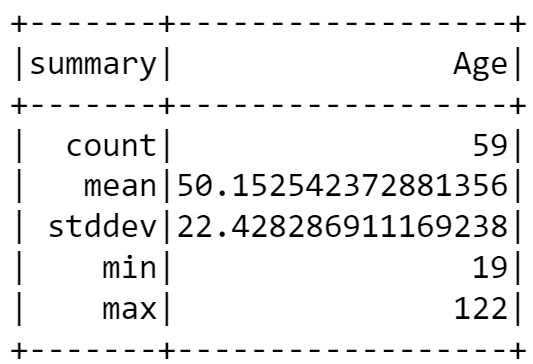 +-------+------------------+
|summary|               Age|
+-------+------------------+
|  count|                59|
|   mean|50.152542372881356|
| stddev|22.428286911169238|
|    min|                19|
|    max|               122|
+-------+------------------+